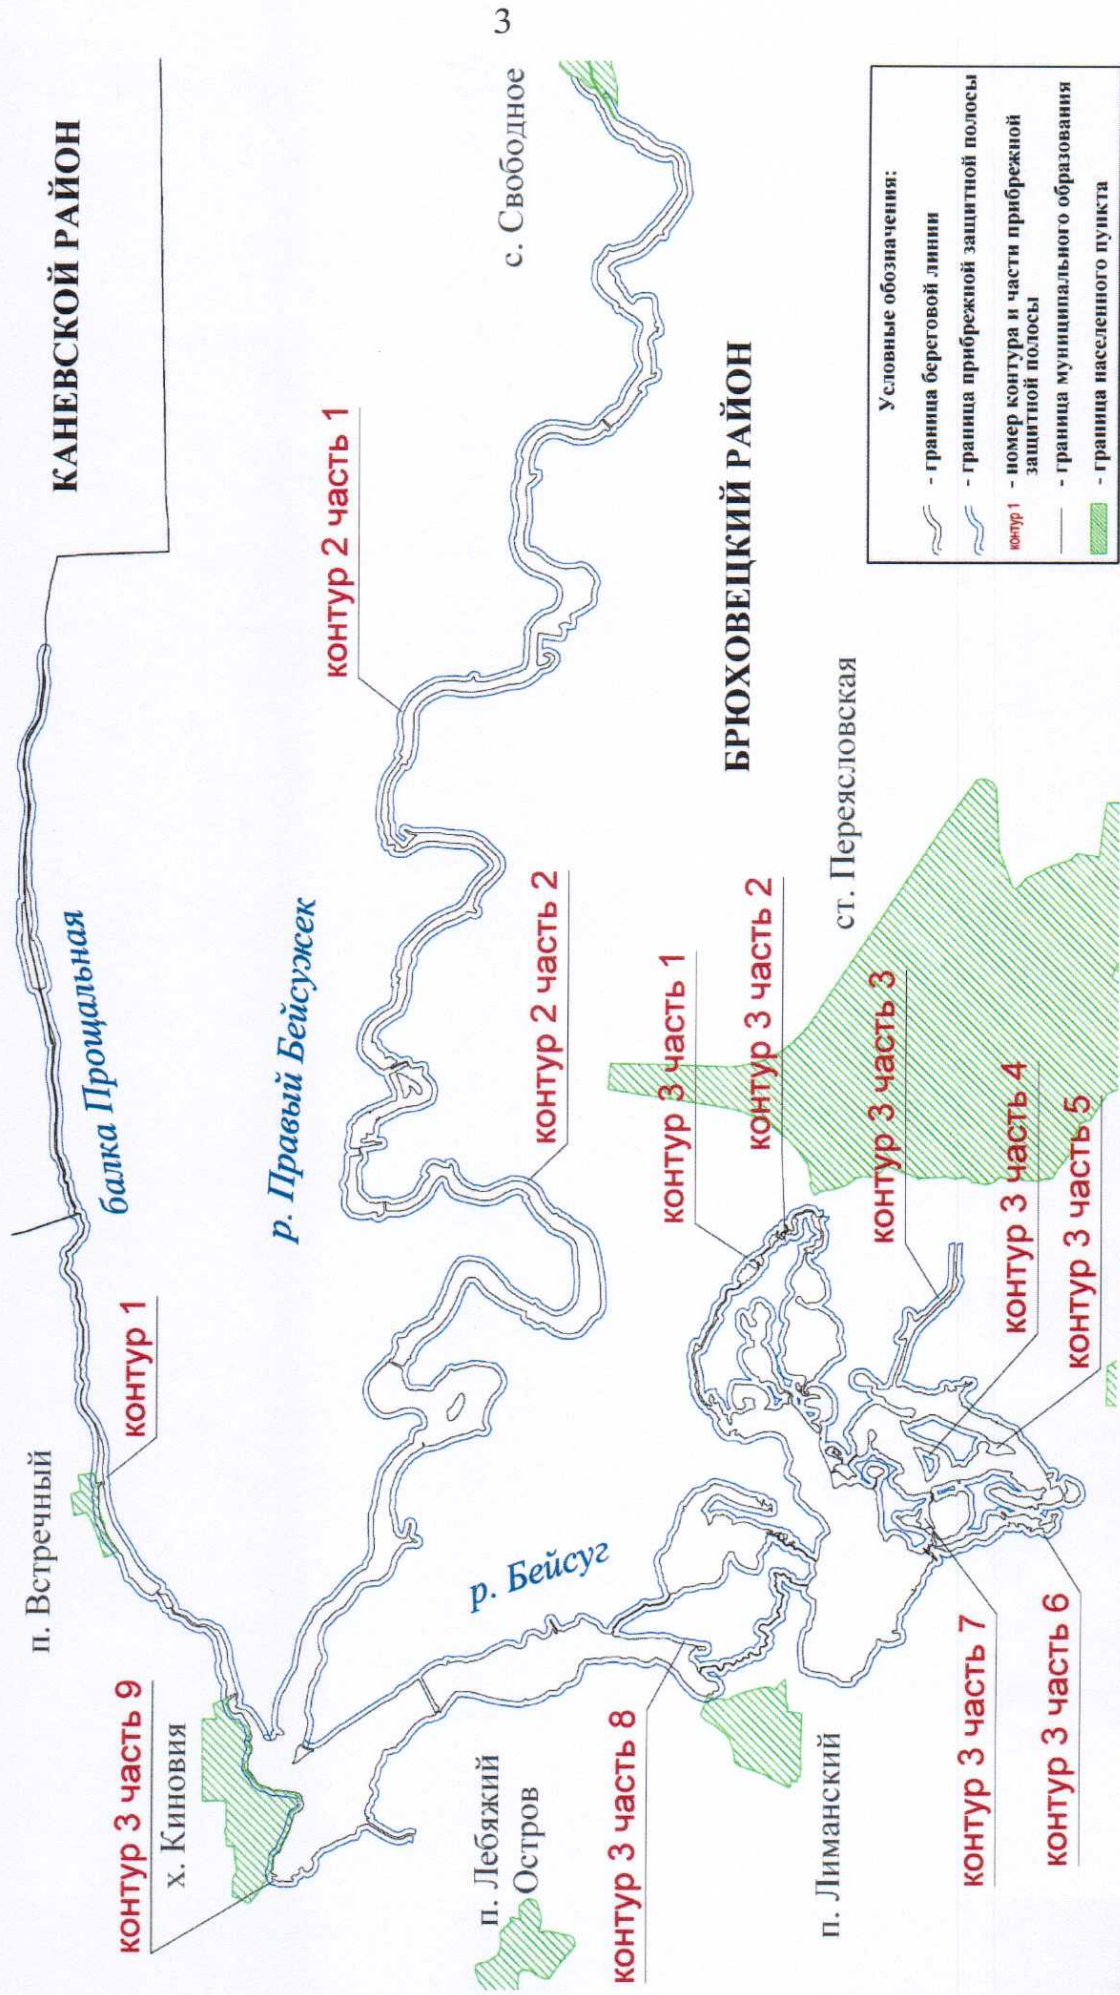 3
КАНЕВСКОЙ РАЙОН
п. Встречный
балка Прощальная
контур 1
контур 3 часть 9
х. Киновия
р. Правый Бейсужек
контур 2 часть 1
с. Свободное
п. Лебяжий
Остров
р. Бейсуг
контур 2 часть 2
контур 3 часть 8
контур 3 часть 1
БРЮХОВЕЦКИЙ РАЙОН
контур 3 часть 2
п. Лиманский
ст. Переясловская
контур 3 часть 3
контур 3 часть 7
контур 3 часть 4
контур 3 часть 6
контур 3 часть 5
Условные обозначения:
- граница береговой линии
- граница прибрежной защитной полосы
контур 1 - номер контура и части прибрежной
защитной полосы
- граница муниципального образования
- граница населенного пункта